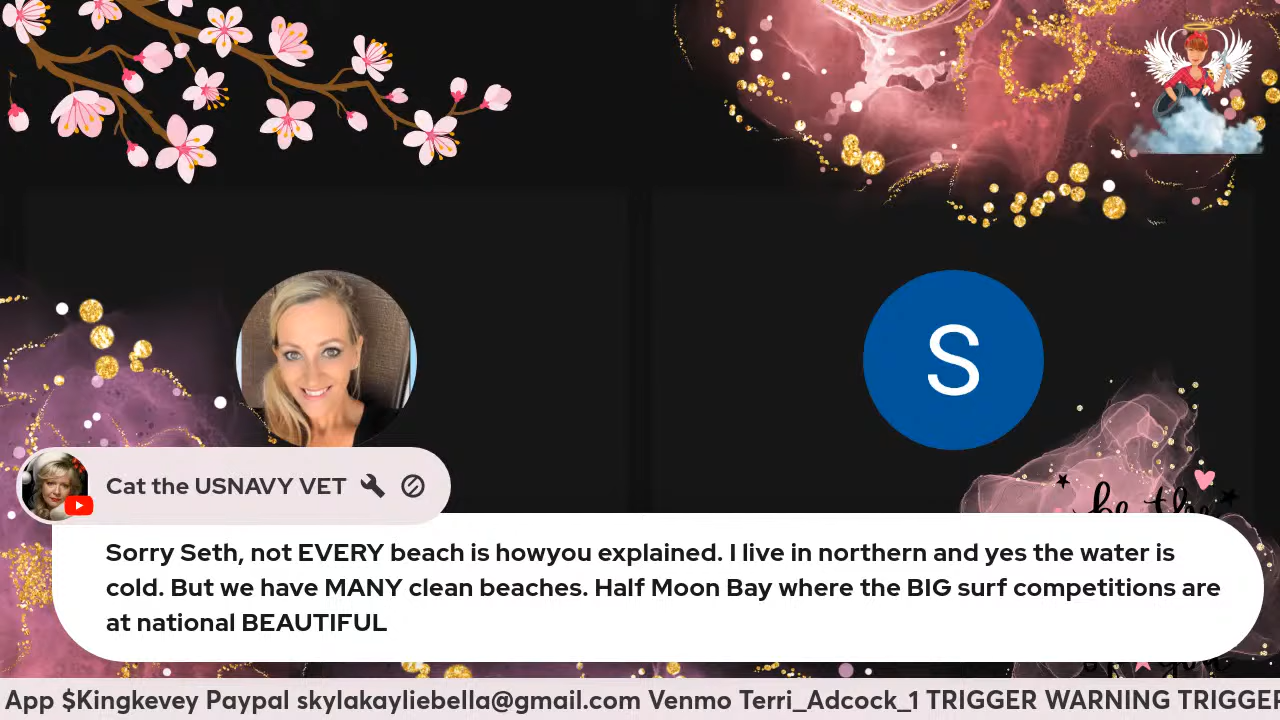 S
Cat the USNAVY VET
be the
Sorry Seth, not EVERY beach is howyou explained. I live in northern and yes the water is
cold. But we have MANY clean beaches. Half Moon Bay where the BIG surf competitions are
at national BEAUTIFUL
App $Kingkevey Paypal skylakayliebella@gmail.com Venmo Terri_Adcock_1 TRIGGER WARNING TRIGGER